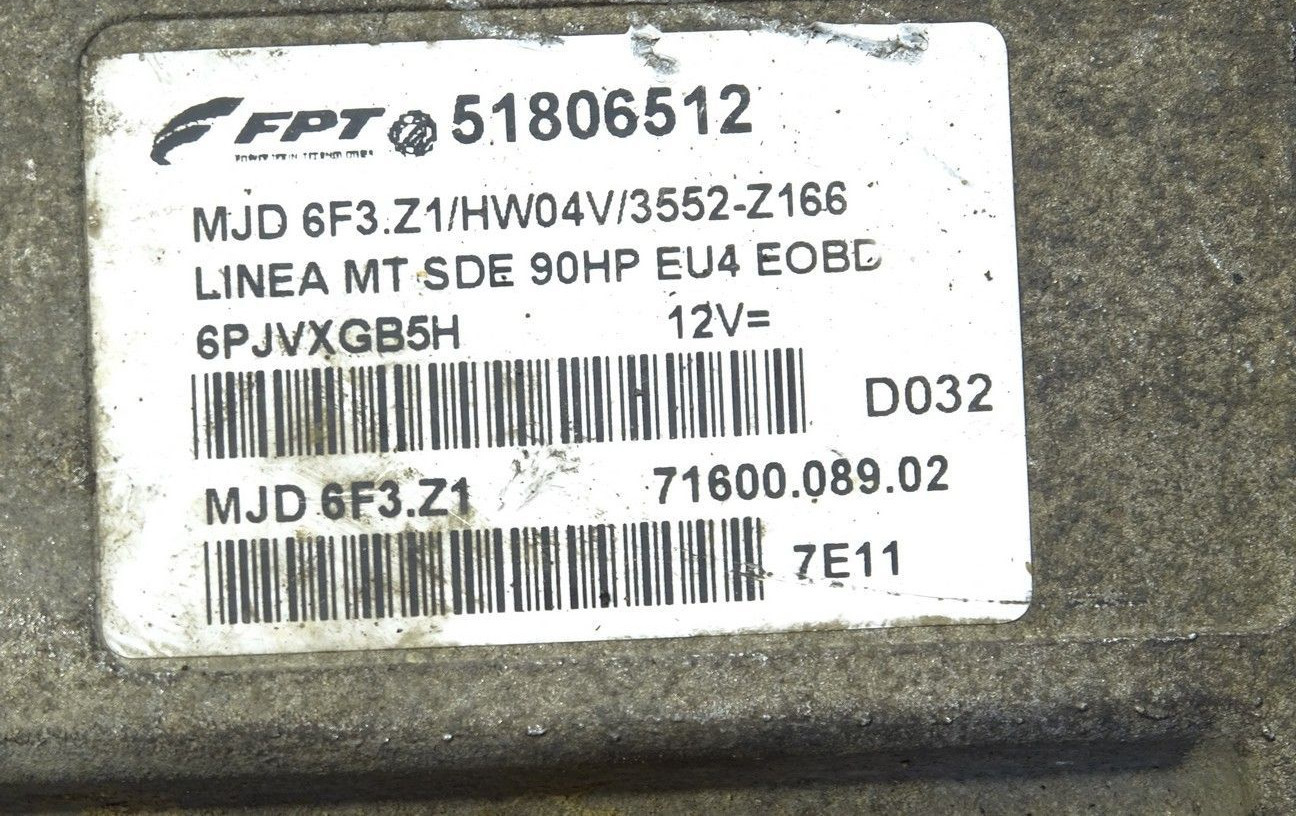 FPT 51806512
MJD 6F3.Z1/HW04V/3552-Z166
LINEA MT SDE 90HP EU4 EOBD
6PJVXGB5H 12V=
D032
MJD 6F3.Z1 71600.089.02
7E11